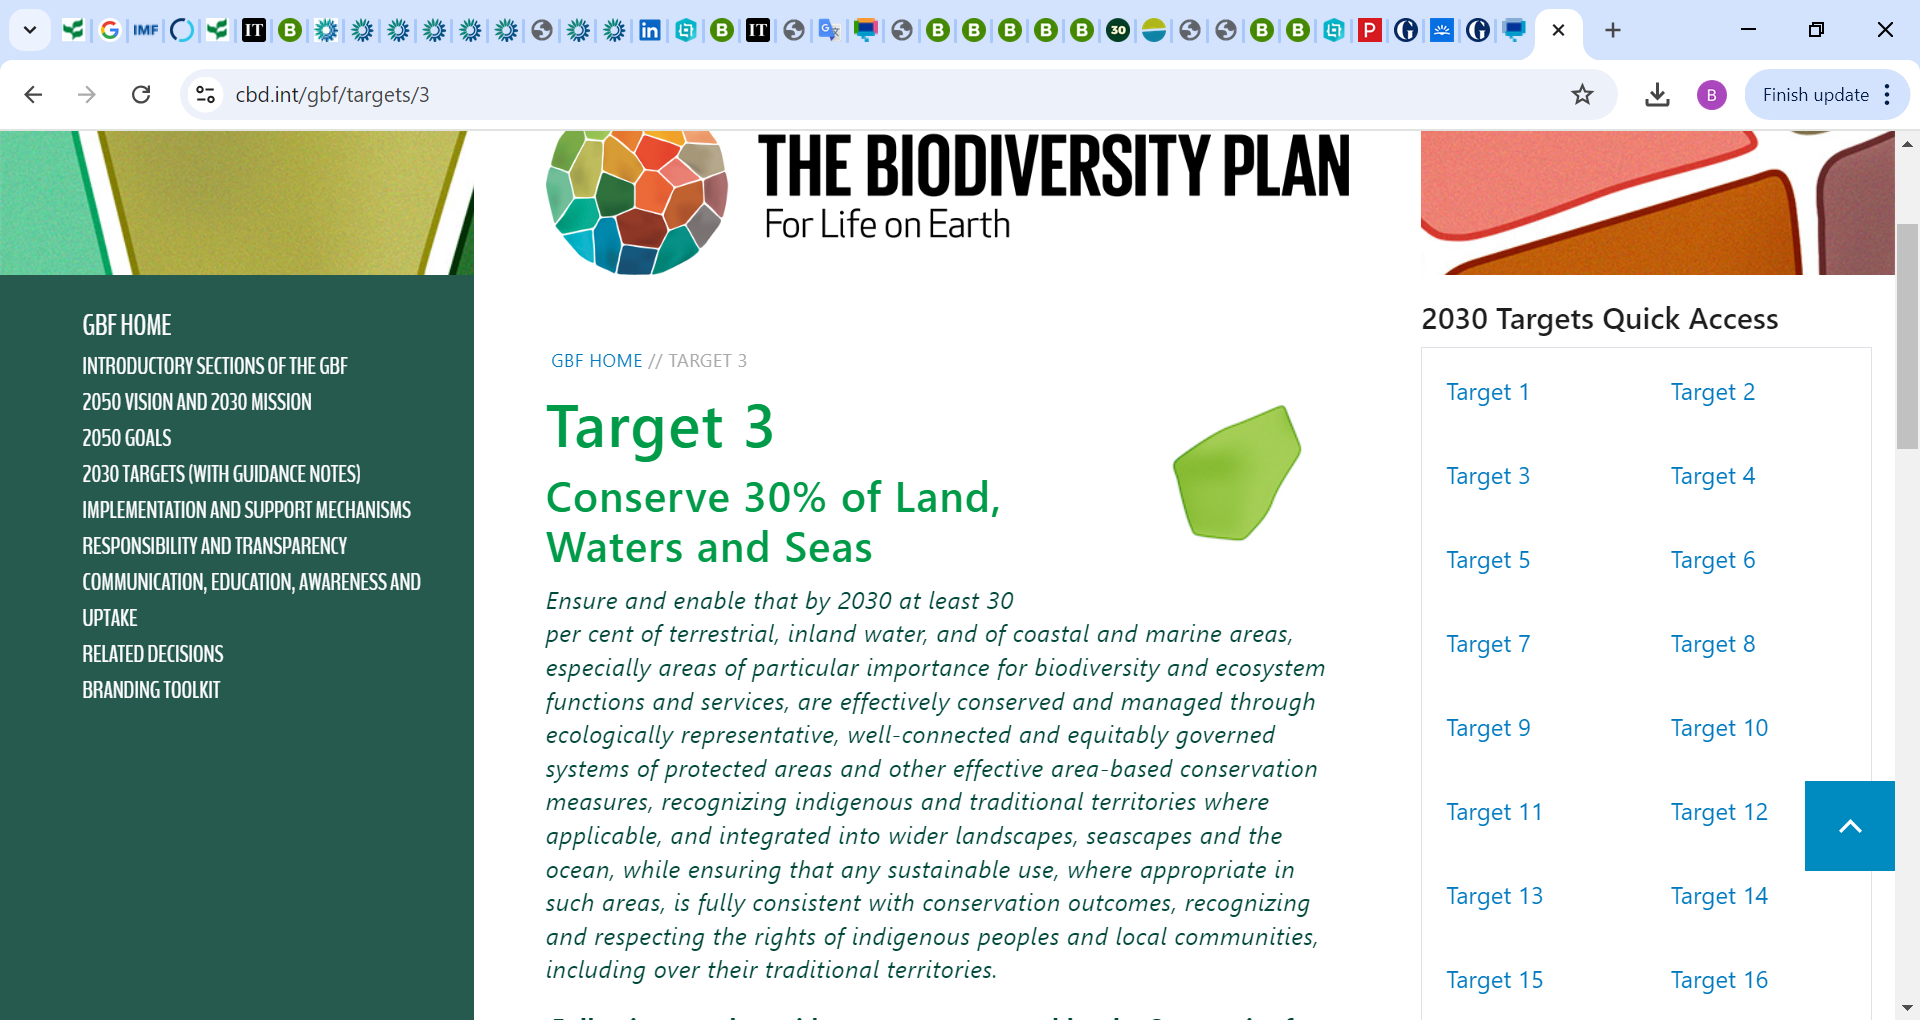 IMF
IT
B
in
B
IT
B
B
B
B
B
30
B
B
P
cbd.int/gbf/targets/3
B
Finish update
THE BIODIVERSITY PLAN
For Life on Earth
GBF HOME
INTRODUCTORY SECTIONS OF THE GBF
2050 VISION AND 2030 MISSION
2050 GOALS
2030 TARGETS (WITH GUIDANCE NOTES)
IMPLEMENTATION AND SUPPORT MECHANISMS
RESPONSIBILITY AND TRANSPARENCY
COMMUNICATION, EDUCATION, AWARENESS AND
UPTAKE
RELATED DECISIONS
BRANDING TOOLKIT
GBF HOME // TARGET 3
Target 3
Conserve 30% of Land,
Waters and Seas
Ensure and enable that by 2030 at least 30
per cent of terrestrial, inland water, and of coastal and marine areas,
especially areas of particular importance for biodiversity and ecosystem
functions and services, are effectively conserved and managed through
ecologically representative, well-connected and equitably governed
systems of protected areas and other effective area-based conservation
measures, recognizing indigenous and traditional territories where
applicable, and integrated into wider landscapes, seascapes and the
ocean, while ensuring that any sustainable use, where appropriate in
such areas, is fully consistent with conservation outcomes, recognizing
and respecting the rights of indigenous peoples and local communities,
including over their traditional territories.
2030 Targets Quick Access
Target 1 Target 2
Target 3 Target 4
Target 5 Target 6
Target 7 Target 8
Target 9 Target 10
Target 11 Target 12
Target 13 Target 14
Target 15 Target 16